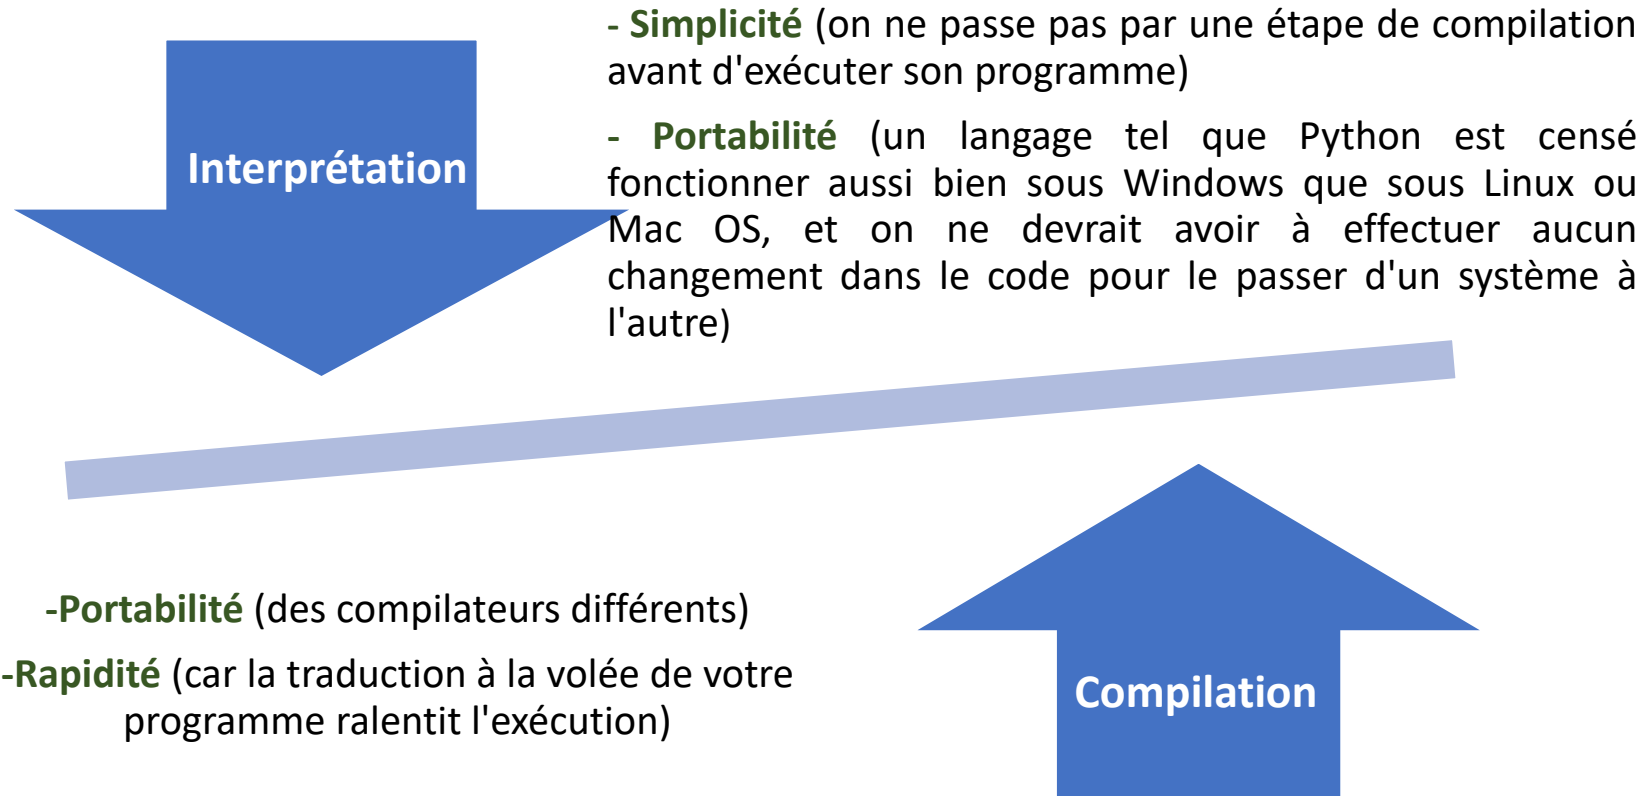 Interprétation
- Simplicité (on ne passe pas par une étape de compilation
avant d'exécuter son programme)
- Portabilité (un langage tel que Python est censé
fonctionner aussi bien sous Windows que sous Linux ou
Mac OS, et on ne devrait avoir à effectuer aucun
changement dans le code pour le passer d'un système à
l'autre)
-Portabilité (des compilateurs différents)
-Rapidité (car la traduction à la volée de votre
programme ralentit l'exécution)
Compilation